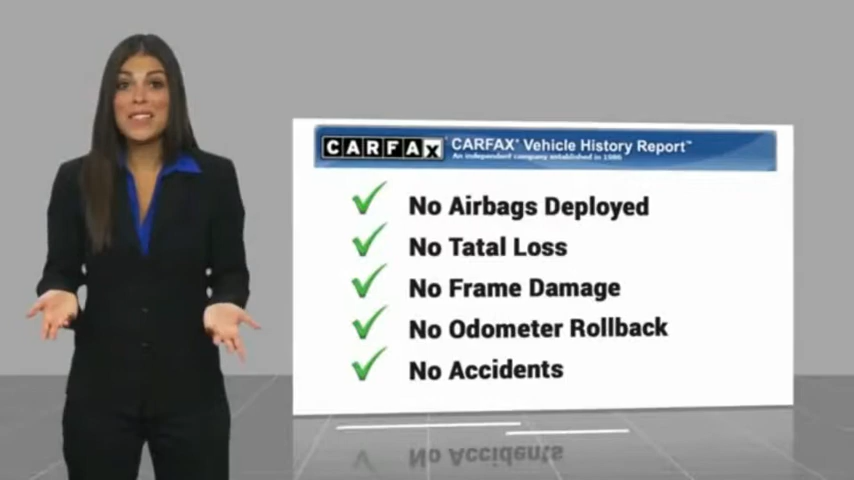 CARFAX CARFAX® Vehicle History Report™
An independent company established in 1986
No Airbags Deployed
No Tatal Loss
No Frame Damage
No Odometer Rollback
No Accidents
No Accidents